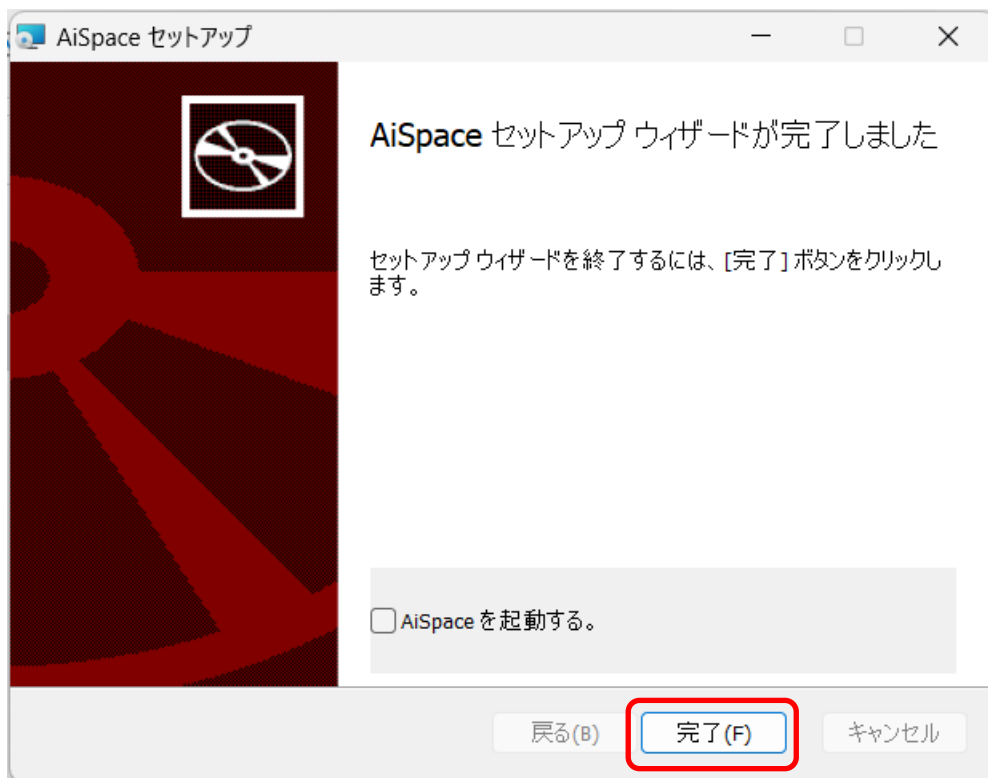 AiSpace セットアップ
AiSpace セットアップ ウィザードが完了しました
セットアップ ウィザードを終了するには、[完了] ボタンをクリックし
ます。
AiSpace を起動する。
戻る(B)
完了(F)
キャンセル